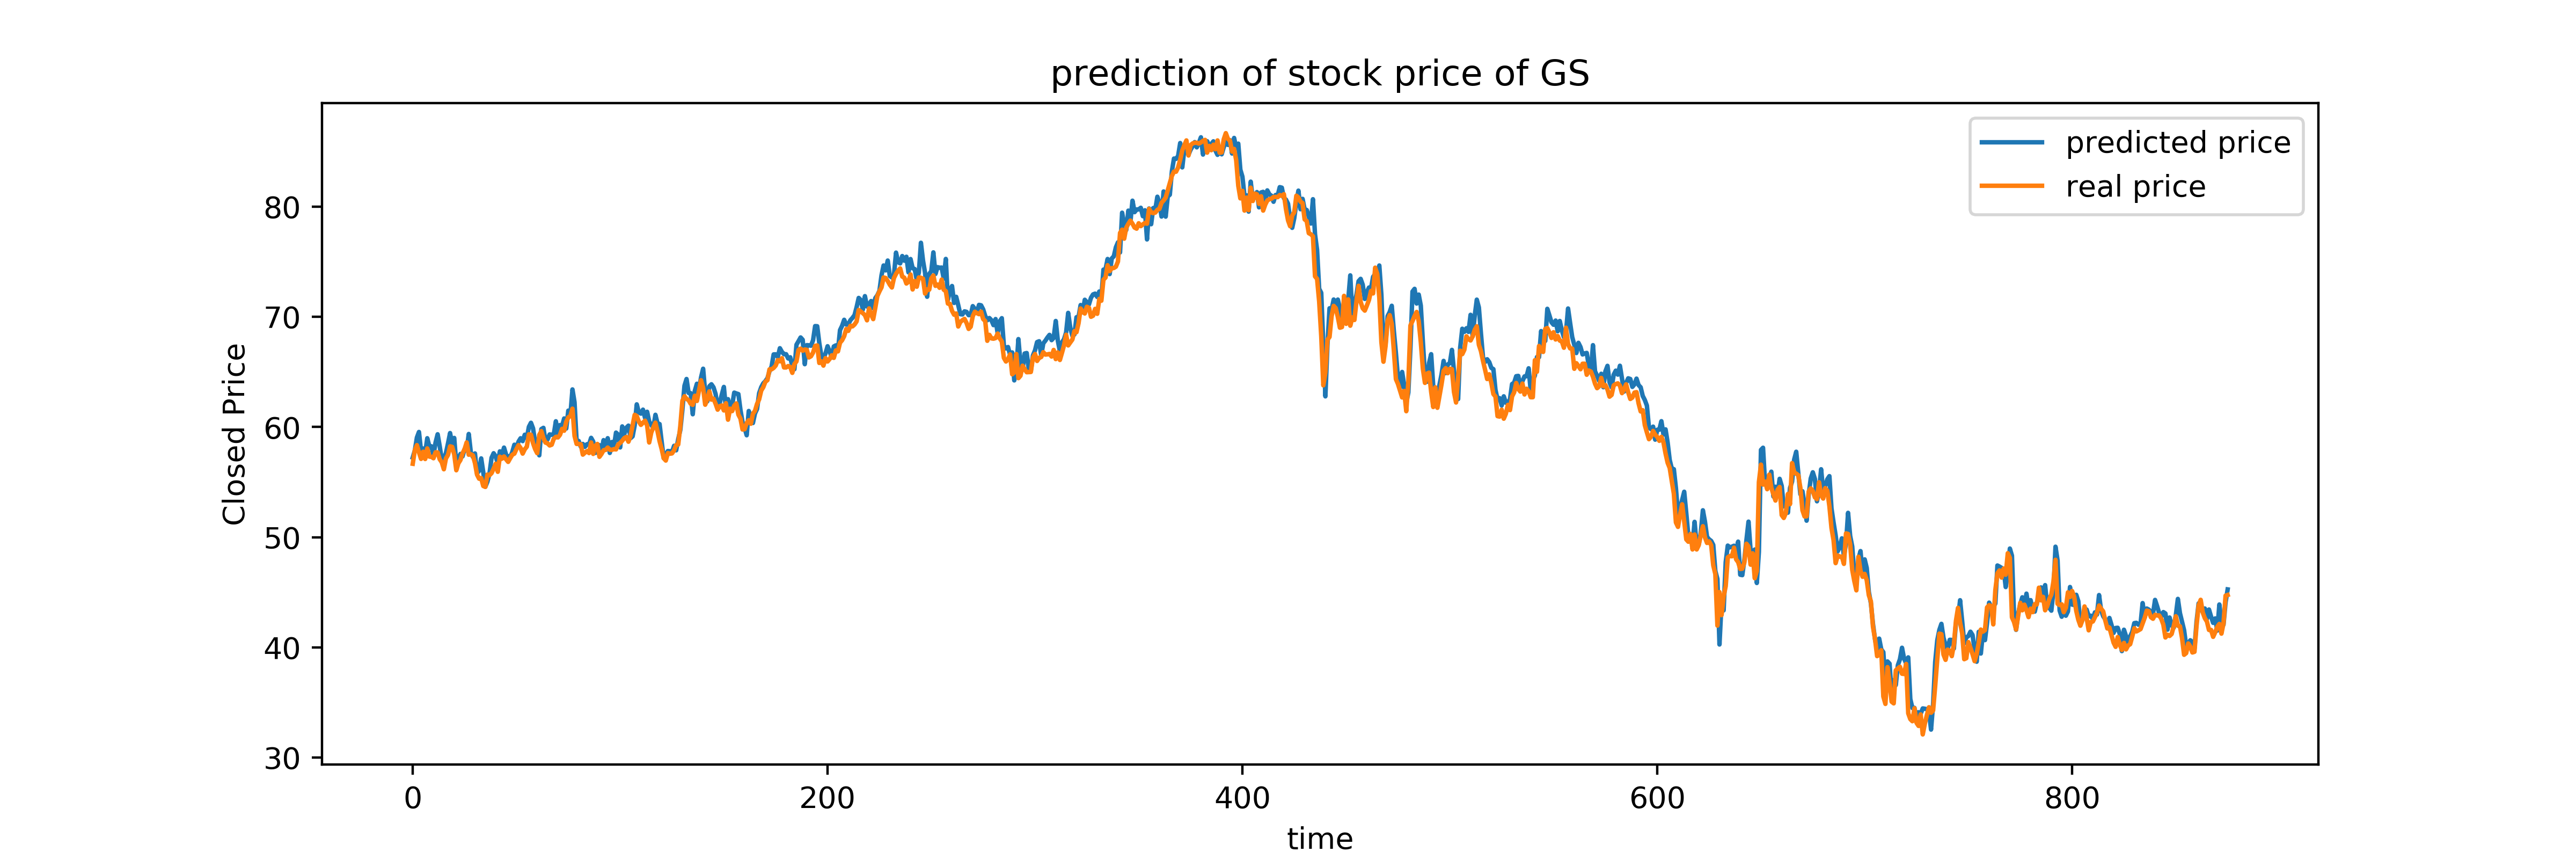 prediction of stock price of GS
predicted price
real price
Closed Price
80
70
60
50
40
30
0 200 400 600 800
time